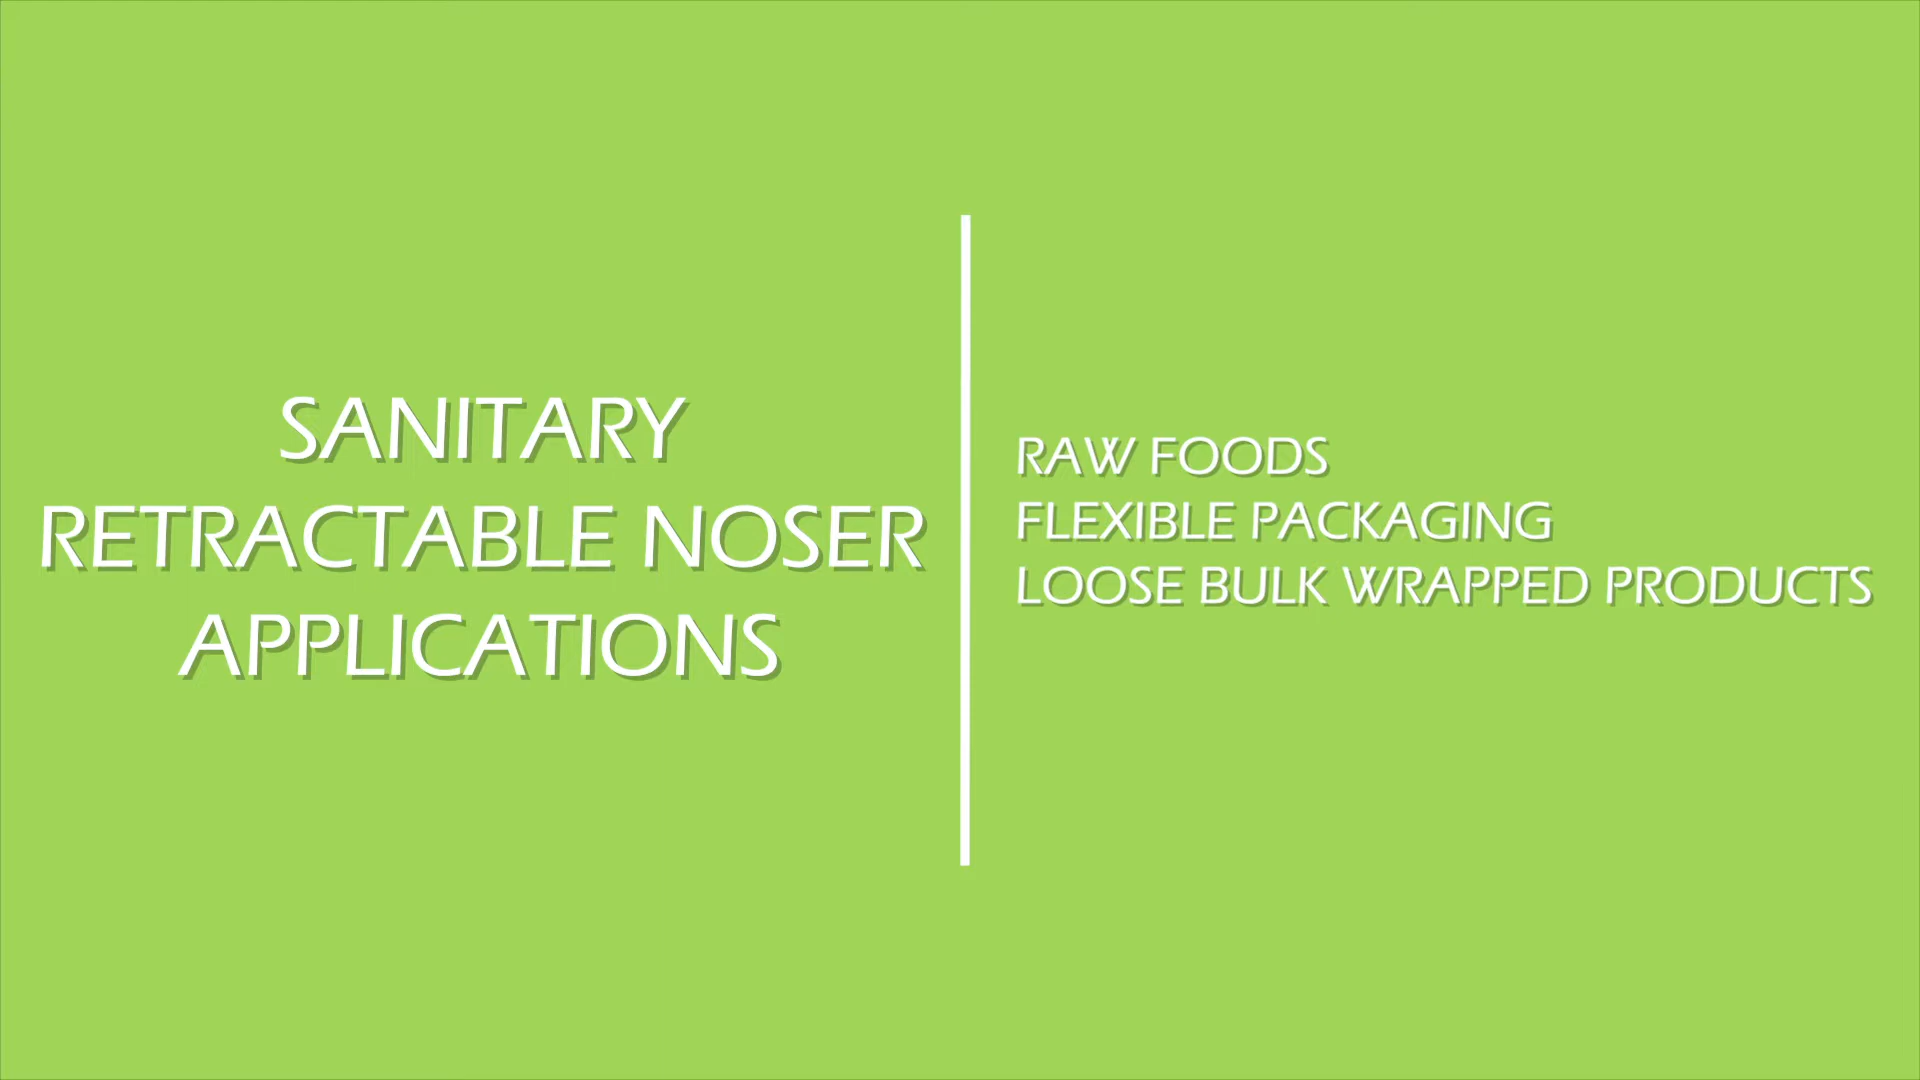 SANITARY
RETRACTABLE NOSER
APPLICATIONS
RAW FOODS
FLEXIBLE PACKAGING
LOOSE BULK WRAPPED PRODUCTS